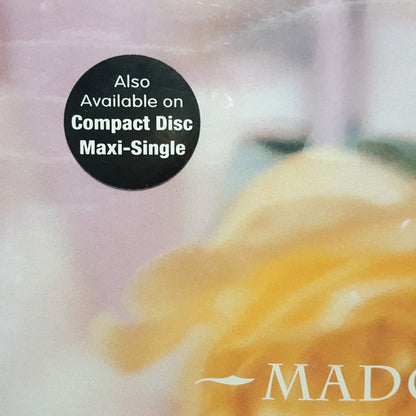 Also
Available on
Compact Disc
Maxi-Single
~MADO